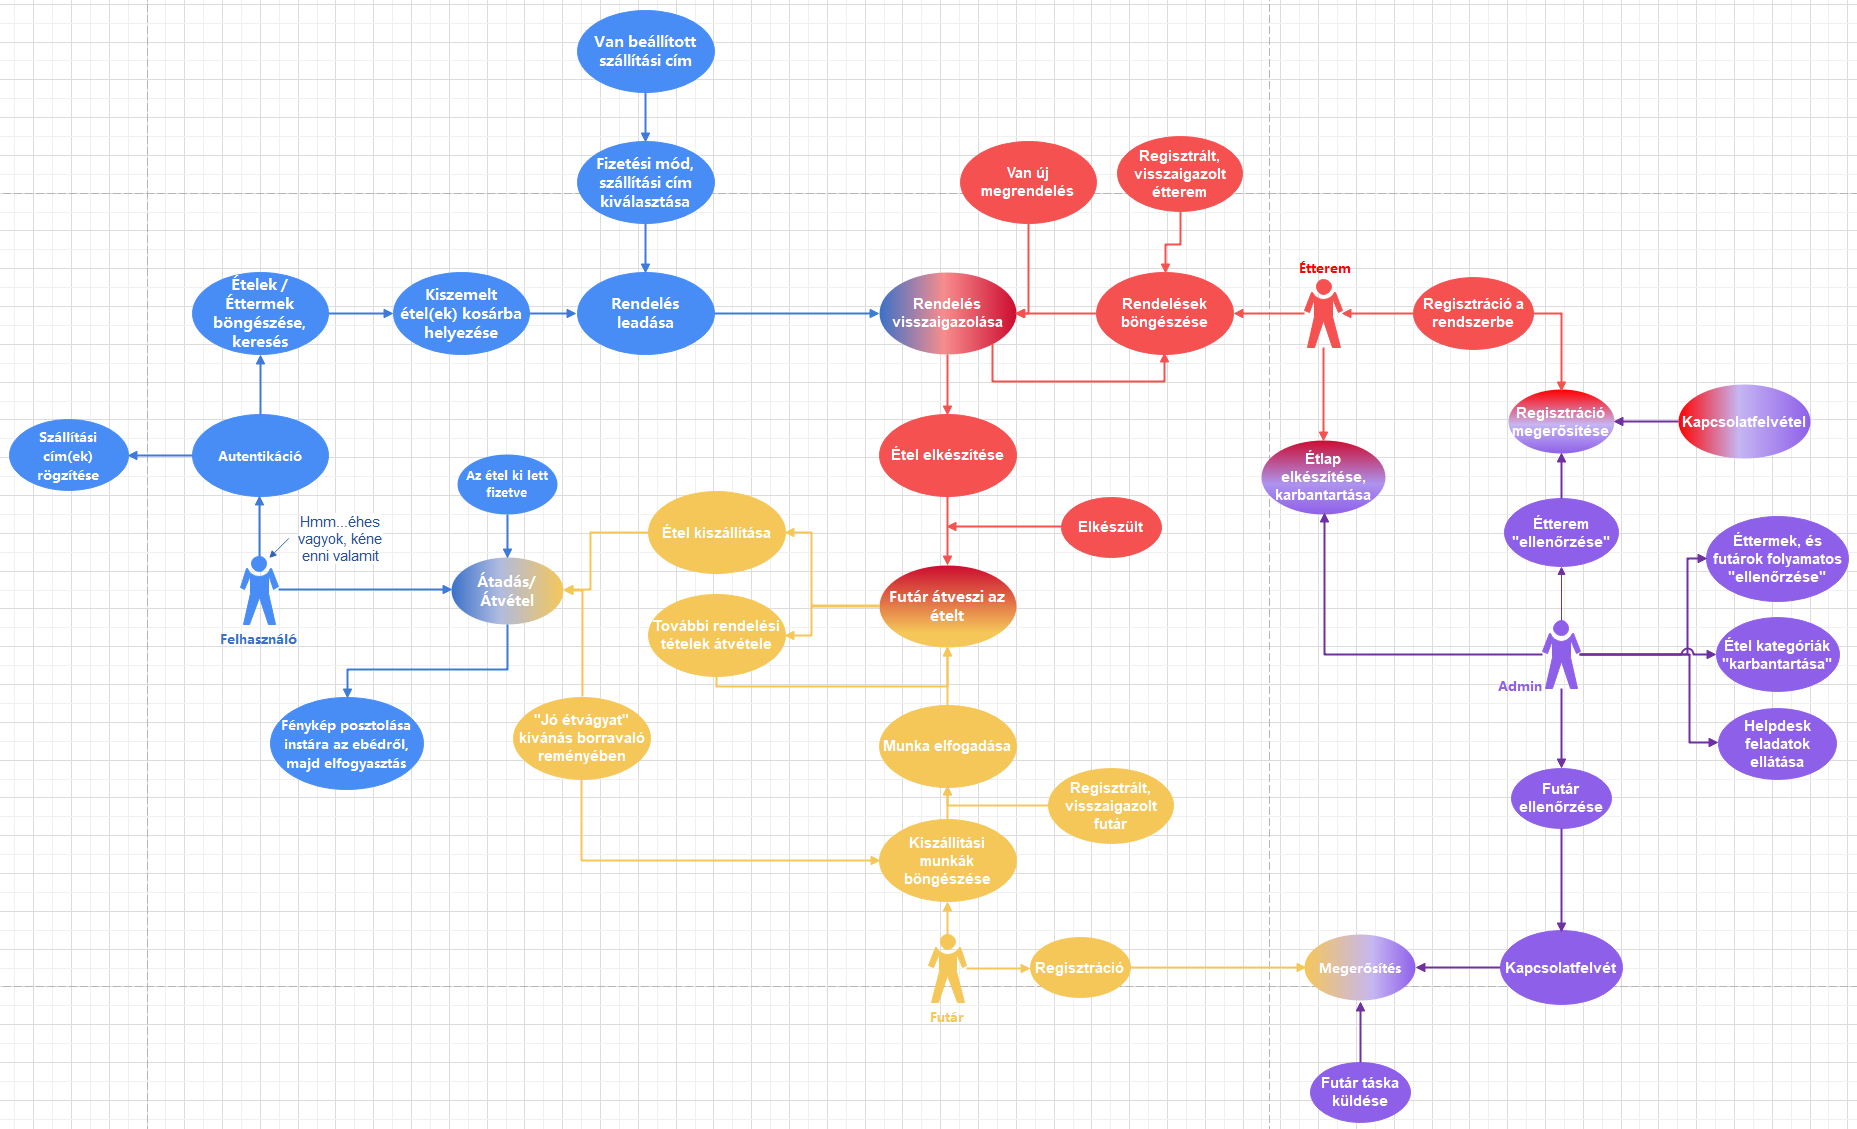 Van beállított
szállítási cím
Fizetési mód,
szállítási cím
kiválasztása
Van új
megrendelés
Regisztrált,
visszaigazolt
étterem
Ételek /
Éttermek
böngészése,
keresés
Kiszemelt
étel(ek) kosárba
helyezése
Rendelés
leadása
Rendelés
visszaigazolása
Rendelések
böngészése
Étterem
Regisztráció a
rendszerbe
Szállítási
cím(ek)
rögzítése
Autentikáció
Az étel ki lett
fizetve
Étel elkészítése
Étlap
elkészítése,
karbantartása
Regisztráció
megerősítése
Kapcsolatfelvétel
Hmm...éhes
vagyok, kéne
enni valamit
Étel kiszállítása
Elkészült
Étterem
"ellenőrzése"
Éttermek, és
futárok folyamatos
"ellenőrzése"
Felhasználó
Átadás/
Átvétel
További rendelési
tételek átvétele
Futár átveszi az
ételt
Admin
Étel kategóriák
"karbantartása"
Fénykép posztolása
instára az ebédről,
majd elfogyasztás
"Jó étvágyat"
kívánás borravaló
reményében
Munka elfogadása
Helpdesk
feladatok
ellátása
Regisztrált,
visszaigazolt
futár
Futár
ellenőrzése
Kiszállítási
munkák
böngészése
Futár
Regisztráció
Megerősítés
Kapcsolatfelvét
Futár táska
küldése